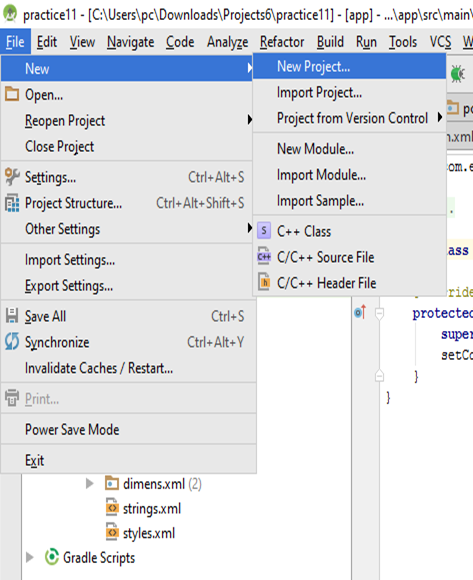 practice11 - [C:\Users\pc\Downloads\Projects6\practice11] - [app] - ...\app\src\main\
File Edit View Navigate Code Analyze Refactor Build Run Tools VCS W
New
Open...
Reopen Project
Close Project
Settings... Ctrl+Alt+S
Project Structure... Ctrl+Alt+Shift+S
Other Settings
Import Settings...
Export Settings...
Save All Ctrl+S
Synchronize Ctrl+Alt+Y
Invalidate Caches / Restart...
Print...
Power Save Mode
Exit
New Project...
Import Project...
Project from Version Control
New Module...
Import Module...
Import Sample...
S C++ Class
C++ C/C++ Source File
h C/C++ Header File
n.xml
com.e
.
lass
ride
protected
super
setCo
}
}
dimens.xml (2)
strings.xml
styles.xml
Gradle Scripts